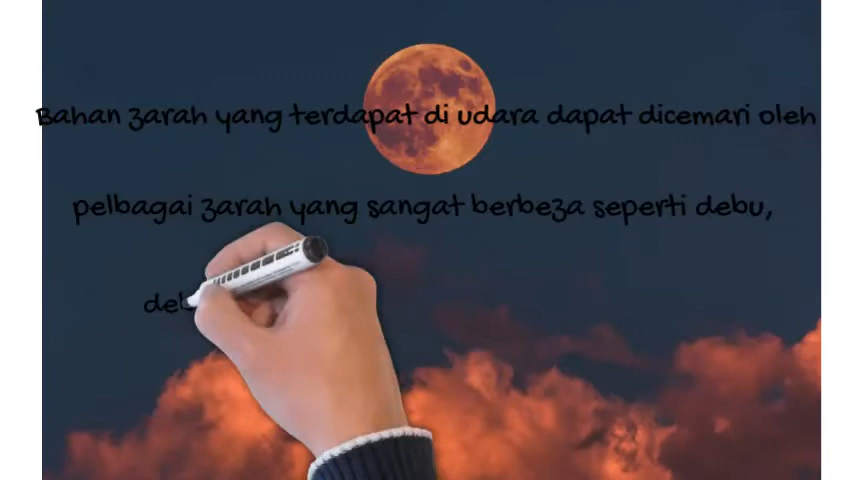 Bahan zarah yang terdapat di udara dapat dicemari oleh
pelbagai zarah yang sangat berbeza seperti debu,